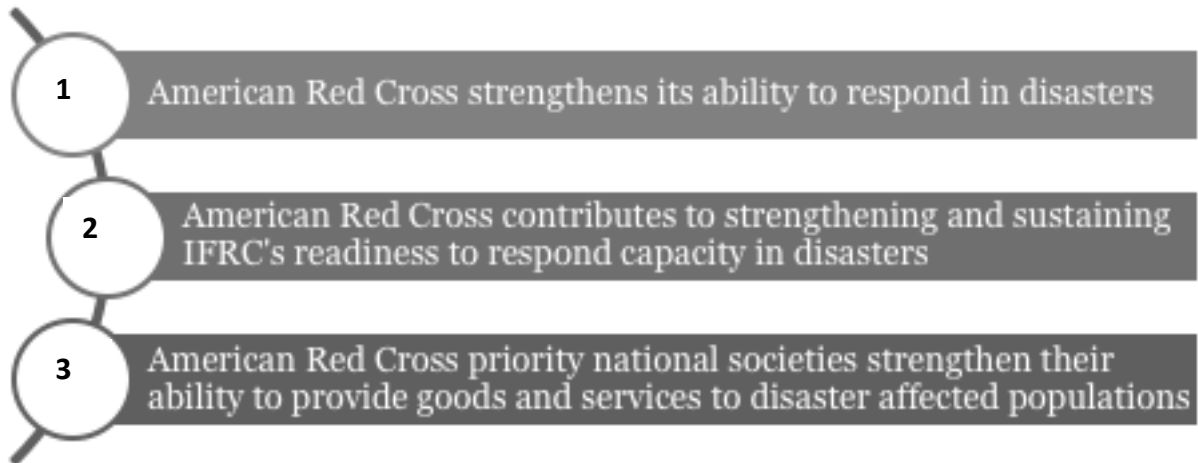 1
American Red Cross strengthens its ability to respond in disasters
2
American Red Cross contributes to strengthening and sustaining
IFRC's readiness to respond capacity in disasters
3
American Red Cross priority national societies strengthen their
ability to provide goods and services to disaster affected populations